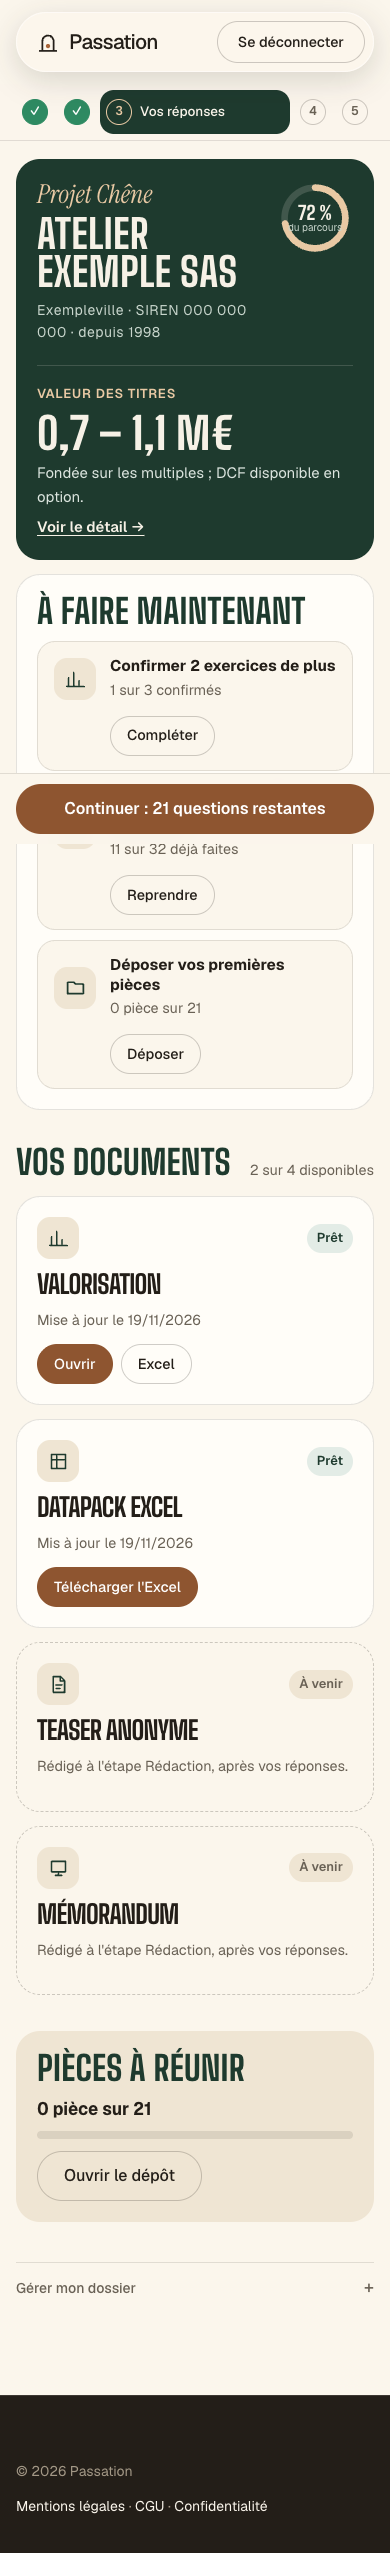 Passation
Se déconnecter
3
Vos réponses
4
5
Projet Chêne
ATELIER
EXEMPLE SAS
72 %
du parcours
Exempleville · SIREN 000 000
000 · depuis 1998
VALEUR DES TITRES
0,7 – 1,1 M€
Fondée sur les multiples ; DCF disponible en
option.
Voir le détail →
À FAIRE MAINTENANT
Confirmer 2 exercices de plus
1 sur 3 confirmés
Compléter
Continuer : 21 questions restantes
11 sur 32 déjà faites
Reprendre
Déposer vos premières
pièces
0 pièce sur 21
Déposer
VOS DOCUMENTS
2 sur 4 disponibles
Prêt
VALORISATION
Mise à jour le 19/11/2026
Ouvrir
Excel
Prêt
DATAPACK EXCEL
Mis à jour le 19/11/2026
Télécharger l'Excel
À venir
TEASER ANONYME
Rédigé à l'étape Rédaction, après vos réponses.
À venir
MÉMORANDUM
Rédigé à l'étape Rédaction, après vos réponses.
PIÈCES À RÉUNIR
0 pièce sur 21
Ouvrir le dépôt
Gérer mon dossier
+
© 2026 Passation
Mentions légales · CGU · Confidentialité